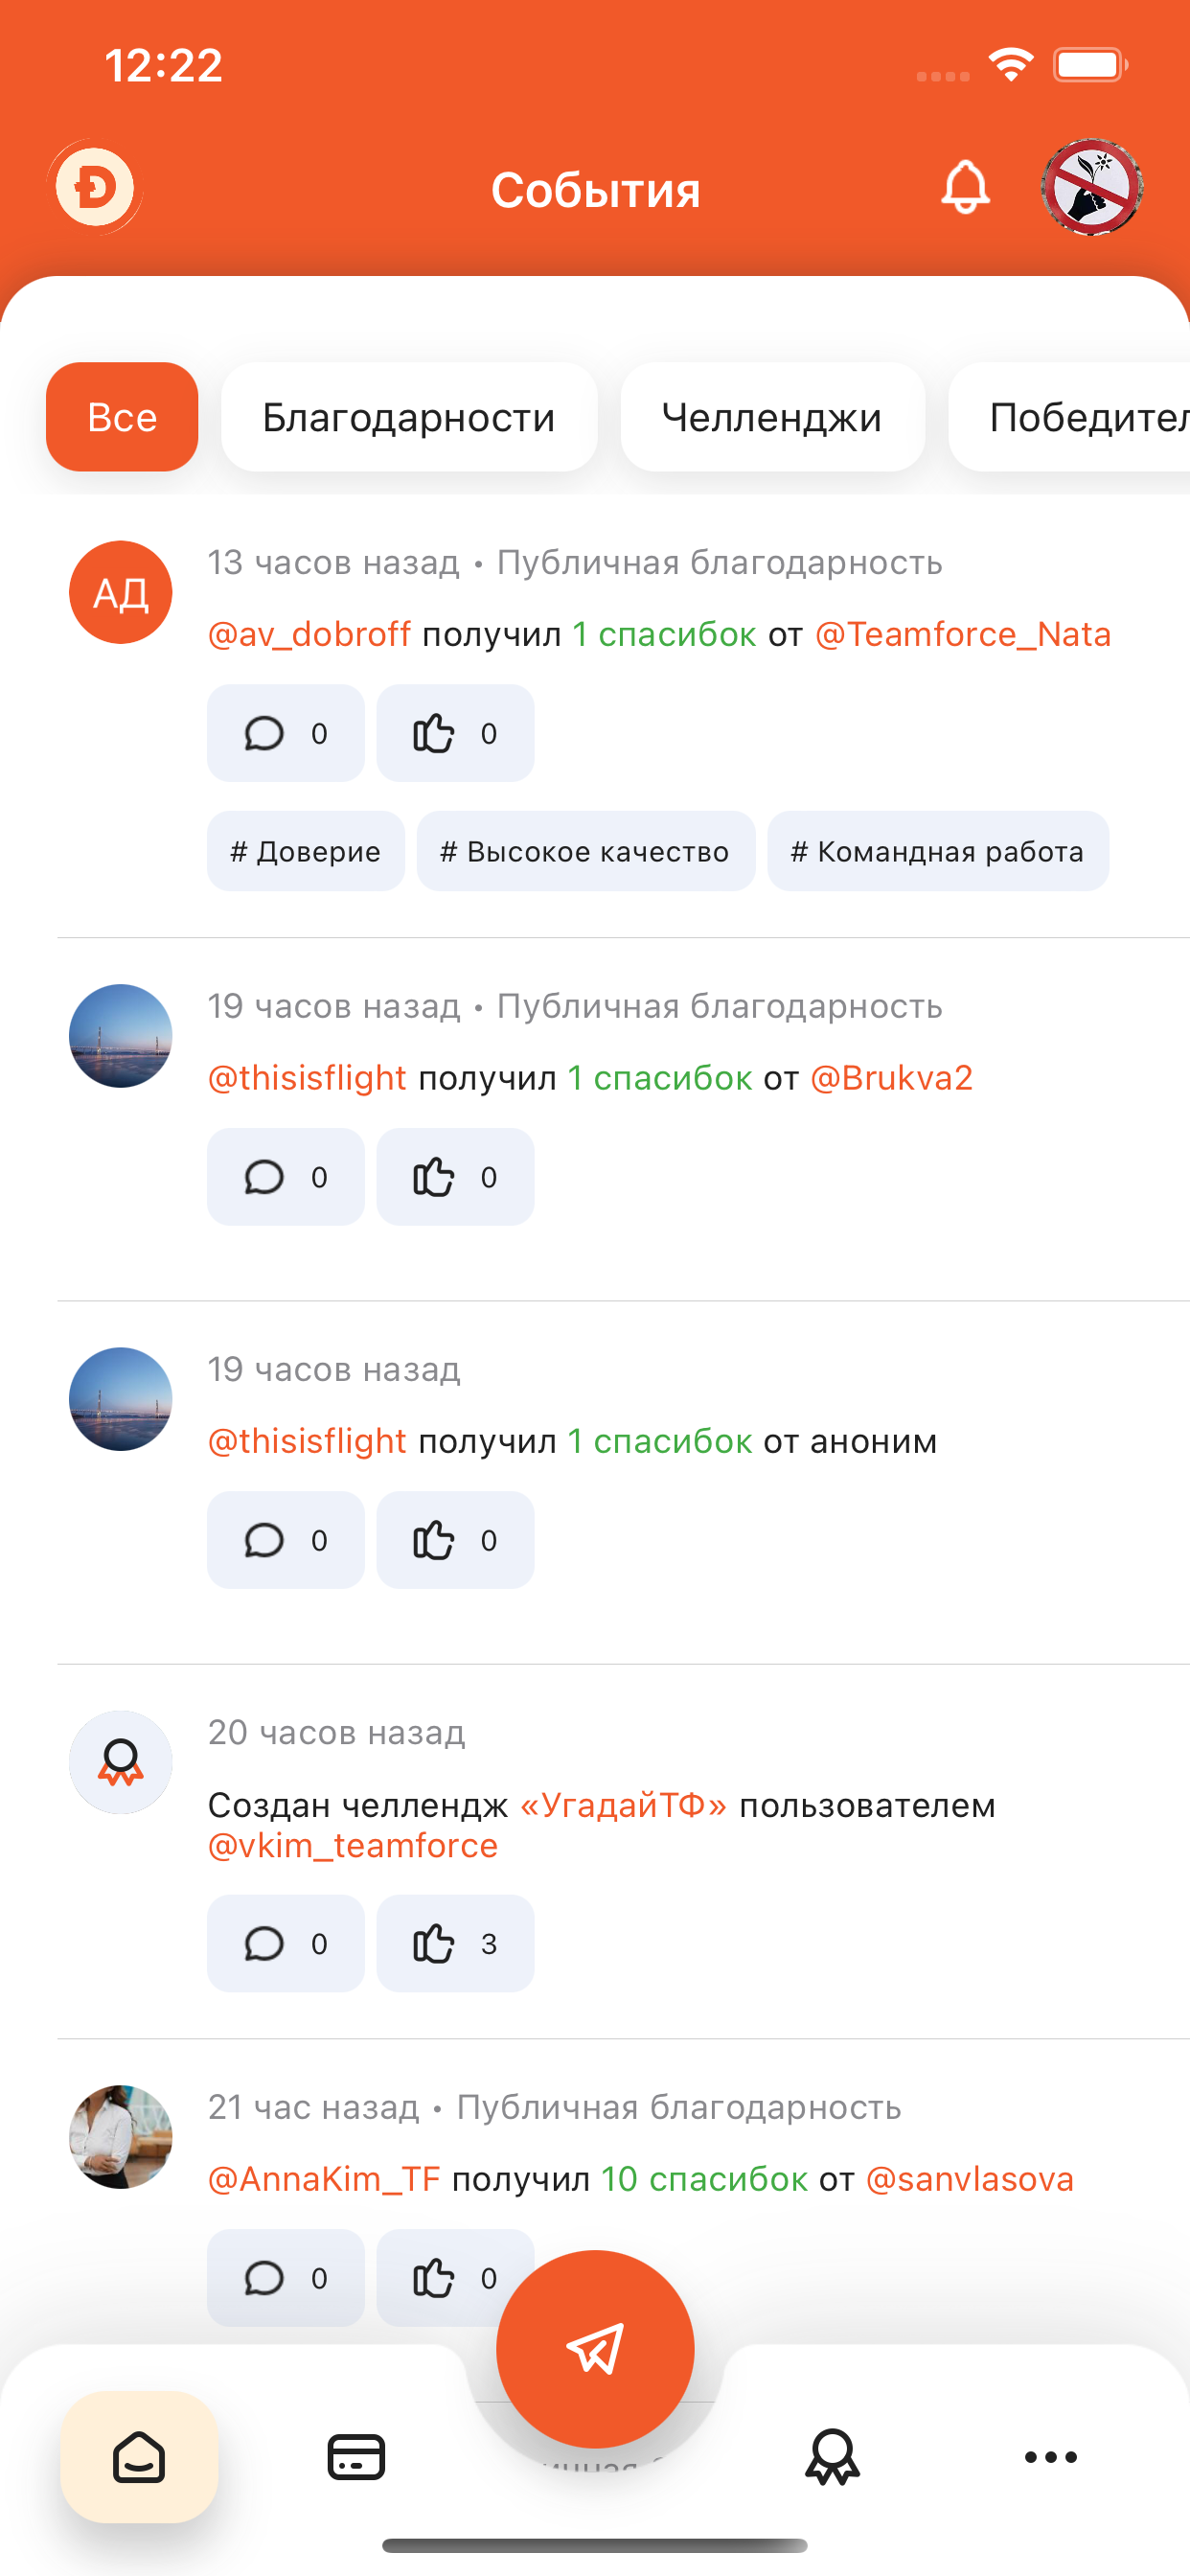 12:22
События
Все
Благодарности
Челленджи
13 часов назад • Публичная благодарность
АД
@av_dobroff получил 1 спасибок от @Teamforce_Nata
0
0
# Доверие
# Высокое качество
# Командная работа
19 часов назад • Публичная благодарность
@thisisflight получил 1 спасибок от @Brukva2
0
0
19 часов назад
@thisisflight получил 1 спасибок от аноним
0
0
20 часов назад
Создан челлендж «УгадайТФ» пользователем
@vkim_teamforce
0
3
21 час назад • Публичная благодарность
@AnnaKim_TF получил 10 спасибок от @sanvlasova
0
0